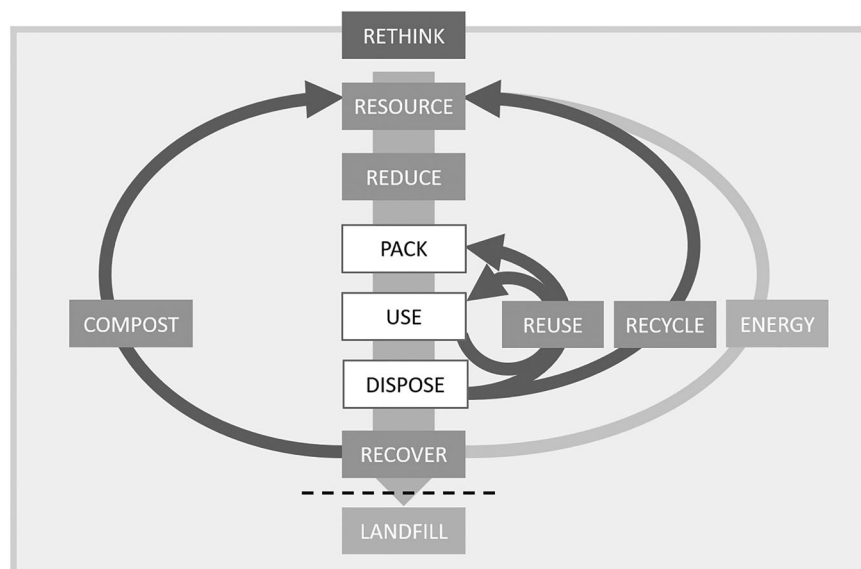 RETHINK
RESOURCE
REDUCE
PACK
USE
DISPOSE
COMPOST
REUSE
RECYCLE
ENERGY
RECOVER
LANDFILL